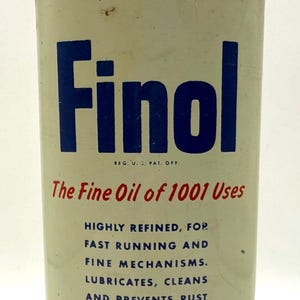 Finol
REG. U. S. PAT. OFF.
The Fine Oil of 1001 Uses
HIGHLY REFINED, FOR
FAST RUNNING AND
FINE MECHANISMS.
LUBRICATES, CLEANS
AND PREVENTS RUST